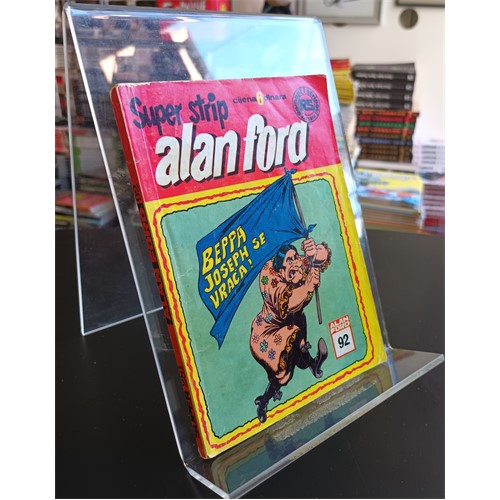 Super strip
cijena 6 dinara
alan ford
BEPPA
JOSEPH SE
VRAĆA!
ALAN
FORD
92